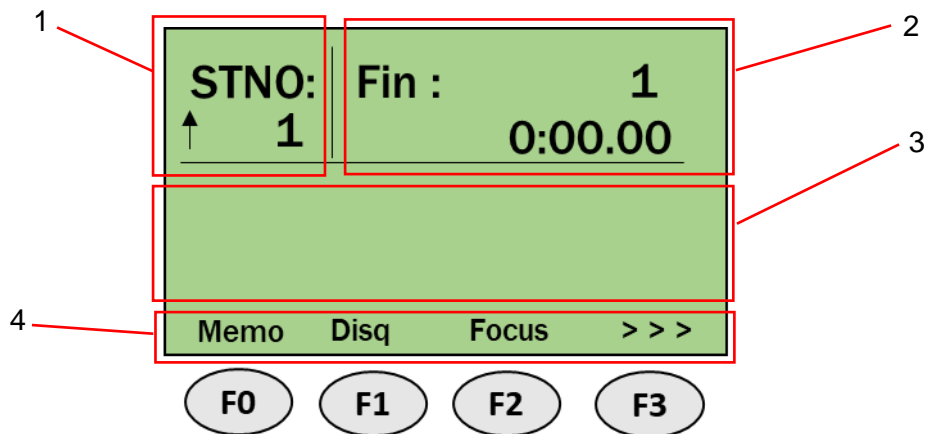 1
2
STNO: Fin : 1
1 0:00.00
3
4
Memo Disq Focus >>>
F0 F1 F2 F3